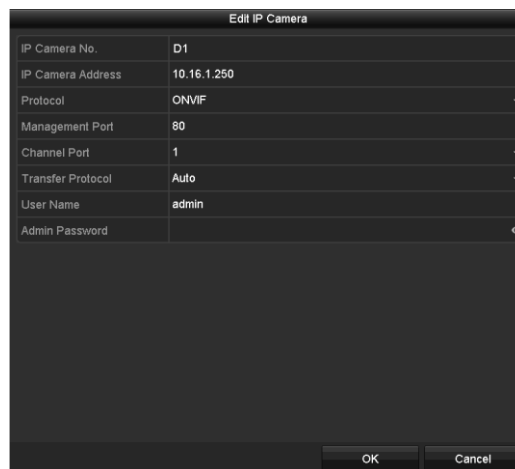 Edit IP Camera
IP Camera No. D1
IP Camera Address 10.16.1.250
Protocol ONVIF
Management Port 80
Channel Port 1
Transfer Protocol Auto
User Name admin
Admin Password
OK Cancel